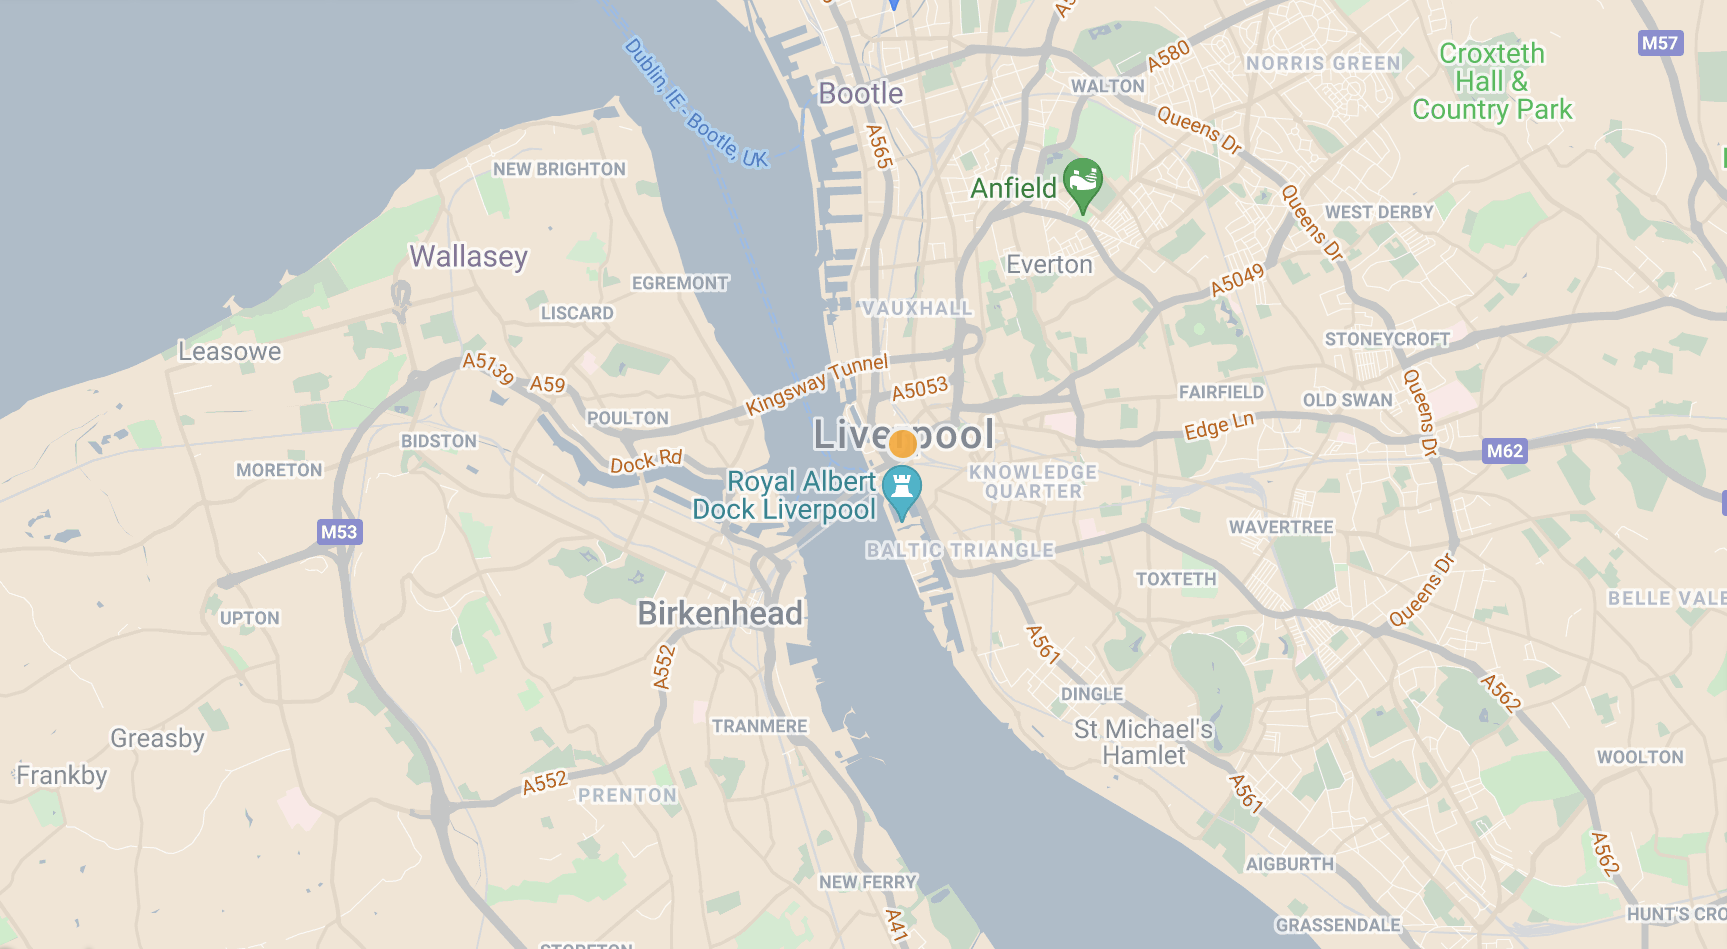 M57
Croxteth
Hall &
Country Park
NORRIS GREEN
A580
WALTON
Dublin, IE - Bootle, UK
Bootle
Queens Dr
A565
NEW BRIGHTON
Anfield
Queens Dr
WEST DERBY
Wallasey
Everton
EGREMONT
A5049
LISCARD
VAUXHALL
Leasowe
STONEYCROFT
A5139
A59
Kingsway Tunnel
A5053
FAIRFIELD
OLD SWAN
Queens Dr
POULTON
Liverpool
Edge Ln
BIDSTON
M62
MORETON
Dock Rd
Royal Albert
Dock Liverpool
KNOWLEDGE
QUARTER
M53
WAVERTREE
BALTIC TRIANGLE
TOXTETH
Queens Dr
BELLE VALE
UPTON
Birkenhead
A561
A552
DINGLE
A562
TRANMERE
St Michael's
Hamlet
Greasby
WOOLTON
Frankby
A552
PRENTON
A561
A562
AIGBURTH
NEW FERRY
A41
GRASSENDALE
HUNT'S CRO